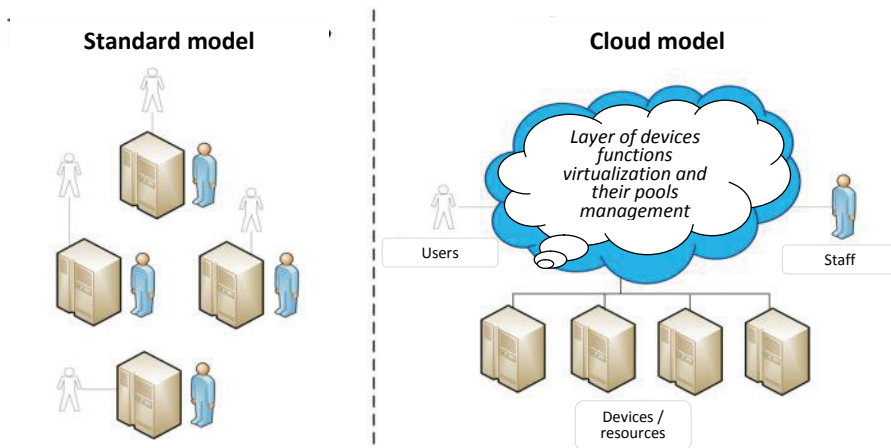 Standard model
Cloud model
Layer of devices
functions
virtualization and
their pools
management
Users
Staff
Devices /
resources